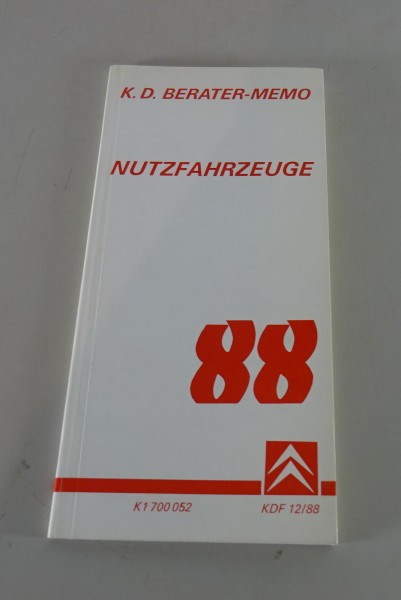 K. D. BERATER-MEMO
NUTZFAHRZEUGE
88
K1 700 052 KDF 12/88